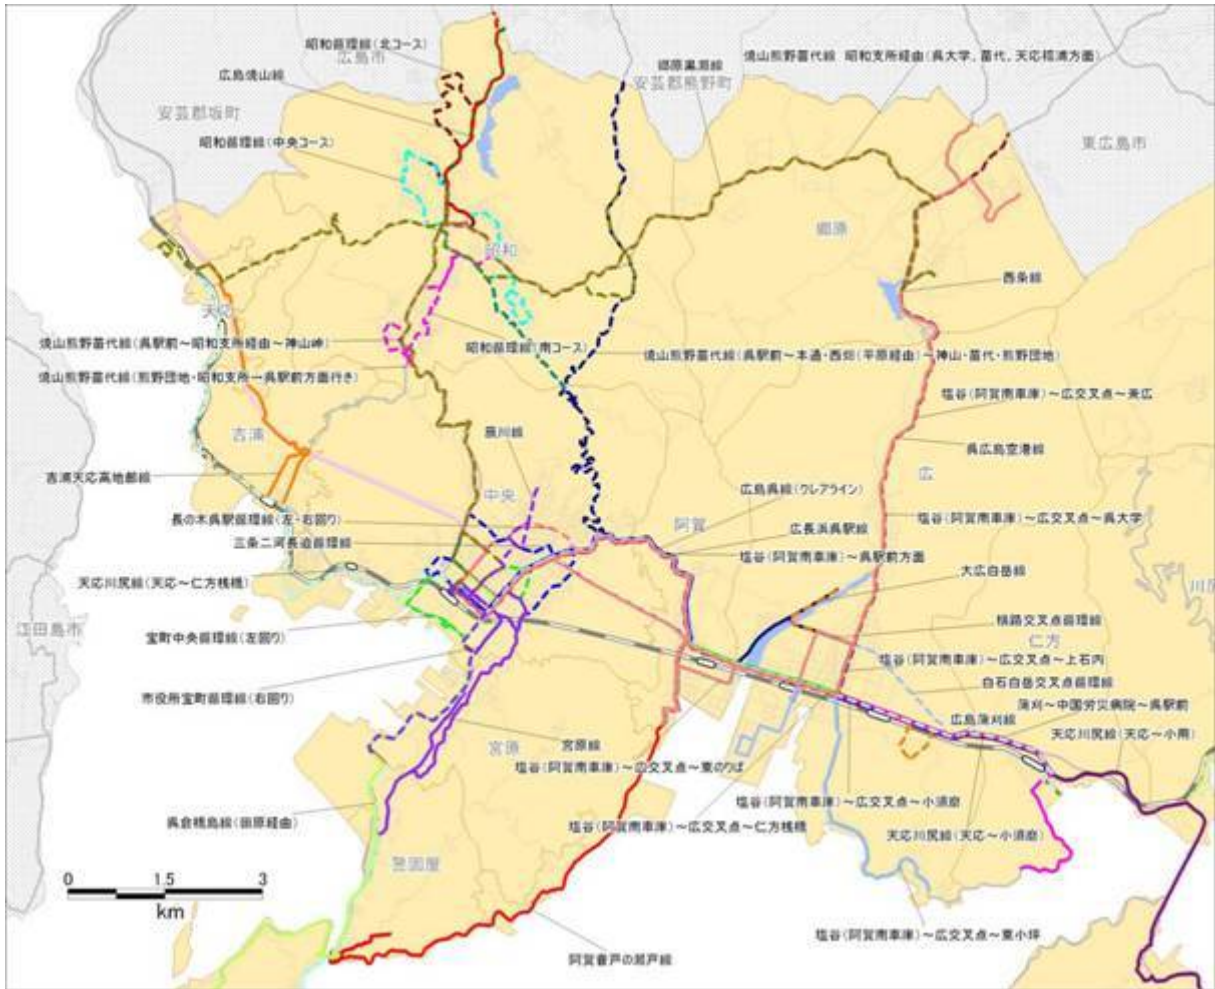 昭和循環線(北コース)
広島市
広島焼山線
郷原黒瀬線
安芸郡熊野町
焼山熊野苗代線 昭和支所経由(呉大学、苗代、天応福浦方面)
安芸郡坂町
昭和循環線(中央コース)
東広島市
郷原
昭和
西条線
天応
焼山熊野苗代線(呉駅前~昭和支所経由~神山峠)
昭和循環線(南コース)
焼山熊野苗代線(呉駅前~本通・西畑(平原経由)~神山・苗代・熊野団地)
焼山熊野苗代線(熊野団地・昭和支所→呉駅前方面行き)
塩谷(阿賀南車庫)~広交叉点~
吉浦
呉広島空港線
広
吉浦天応高地部線
中央
広島呉線(クレアライン)
長の木呉駅循環線(左・右回り)
阿賀
広長浜呉駅線
塩谷(阿賀南車庫)~広交叉点~呉大学
三条二河長迫循環線
塩谷(阿賀南車庫)~呉駅前方面
天応川尻線(天応~仁方桟橋)
大広白岳線
川尻
江田島市
宝町中央循環線(左回り)
横路交叉点循環線
仁方
塩谷(阿賀南車庫)~広交叉点~上石内
市役所宝町循環線(右回り)
白石白岳交叉点循環線
蒲刈~中国労災病院~呉駅前
広島蒲刈線
宮原
宮原線
天応川尻線(天応~小用)
塩谷(阿賀南車庫)~広交叉点~東のりば
塩谷(阿賀南車庫)~広交叉点~小須磨
呉倉橋島線(田原経由)
塩谷(阿賀南車庫)~広交叉点~仁方桟橋
天応川尻線(天応~小須磨)
警固屋
0 1.5 3
km
塩谷(阿賀南車庫)~広交叉点~東小坪
阿賀音戸の瀬戸線